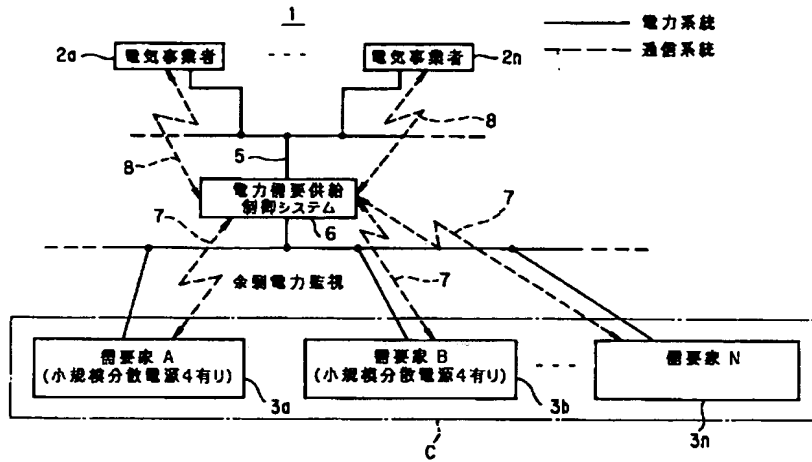 1
電力系統
通信系統
2a
電気事業者
電気事業者
2n
8
8
5
電力需要供給
制御システム
6
7
7
7
余剰電力監視
需要家 A
(小規模分散電源4有り)
3a
需要家 B
(小規模分散電源4有り)
3b
需要家 N
3n
C